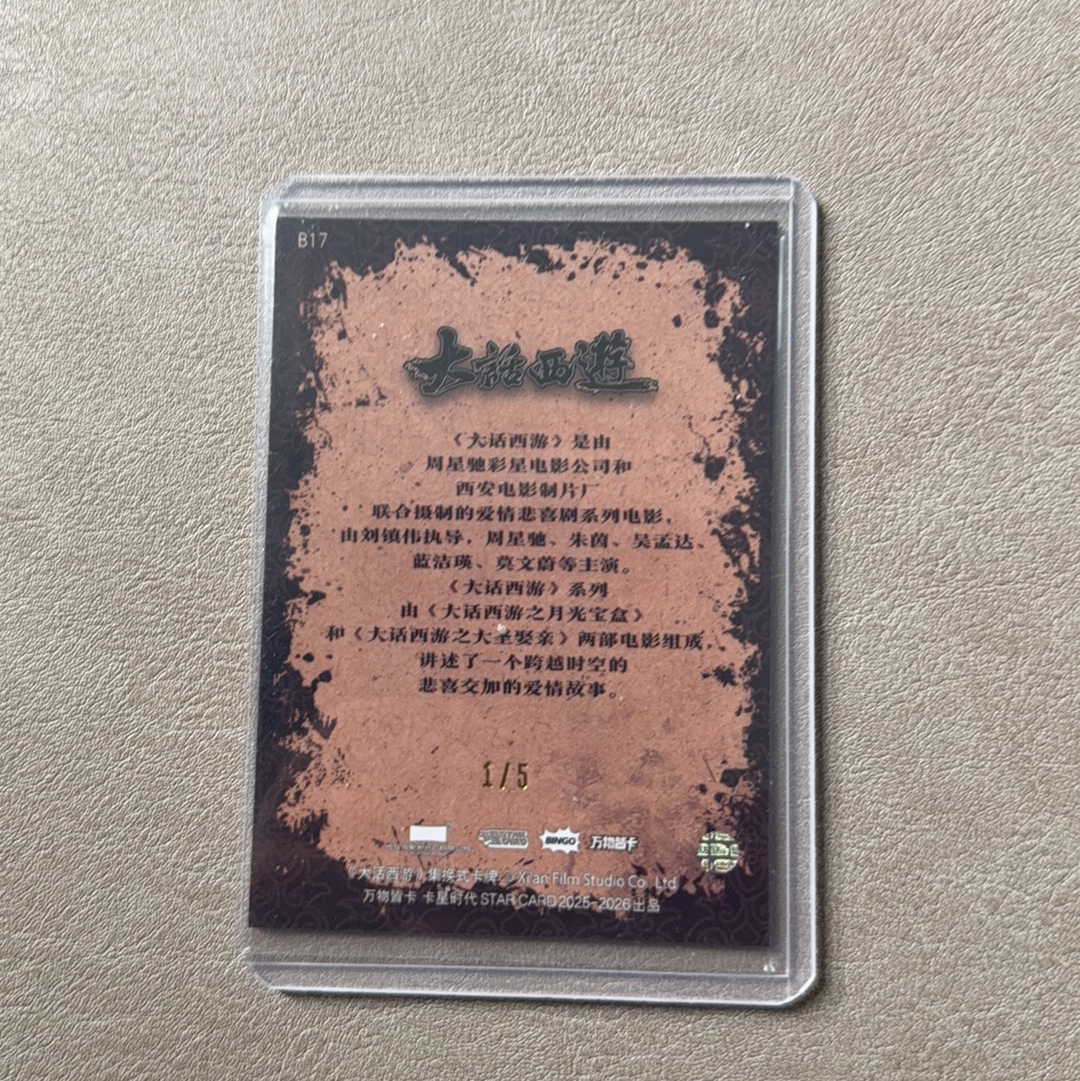 B17
大話西遊
《大话西游》是由
周星驰彩星电影公司和
西安电影制片厂
联合摄制的爱情悲喜剧系列电影，
由刘镇伟执导，周星驰、朱茵、吴孟达、
蓝洁瑛、莫文蔚等主演。
《大话西游》系列
由《大话西游之月光宝盒》
和《大话西游之大圣娶亲》两部电影组成，
讲述了一个跨越时空的
悲喜交加的爱情故事。
1/5
BINGO 万物皆卡
《大话西游》集换式卡牌 © Xi'an Film Studio Co., Ltd
万物皆卡 卡星时代 STAR CARD 2025-2026 出品